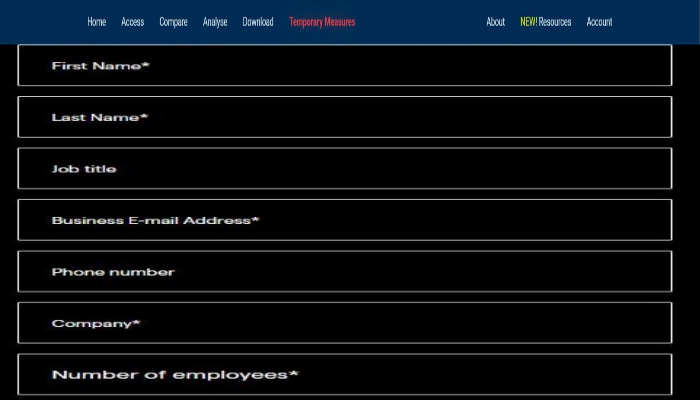 Home Access Compare Analyse Download Temporary Measures About NEW! Resources Account
First Name*
Last Name*
Job title
Business E-mail Address*
Phone number
Company*
Number of employees*